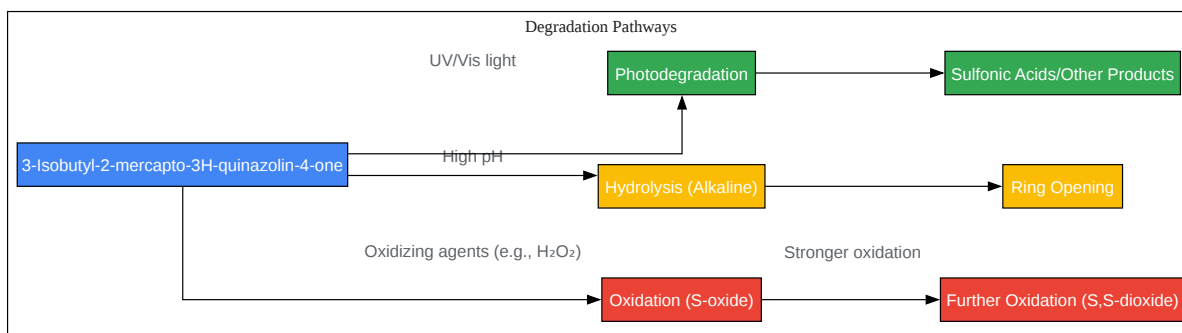 Degradation Pathways
UV/Vis light
Photodegradation
Sulfonic Acids/Other Products
3-Isobutyl-2-mercapto-3H-quinazolin-4-one
High pH
Hydrolysis (Alkaline)
Ring Opening
Oxidizing agents (e.g., H₂O₂)
Stronger oxidation
Oxidation (S-oxide)
Further Oxidation (S,S-dioxide)